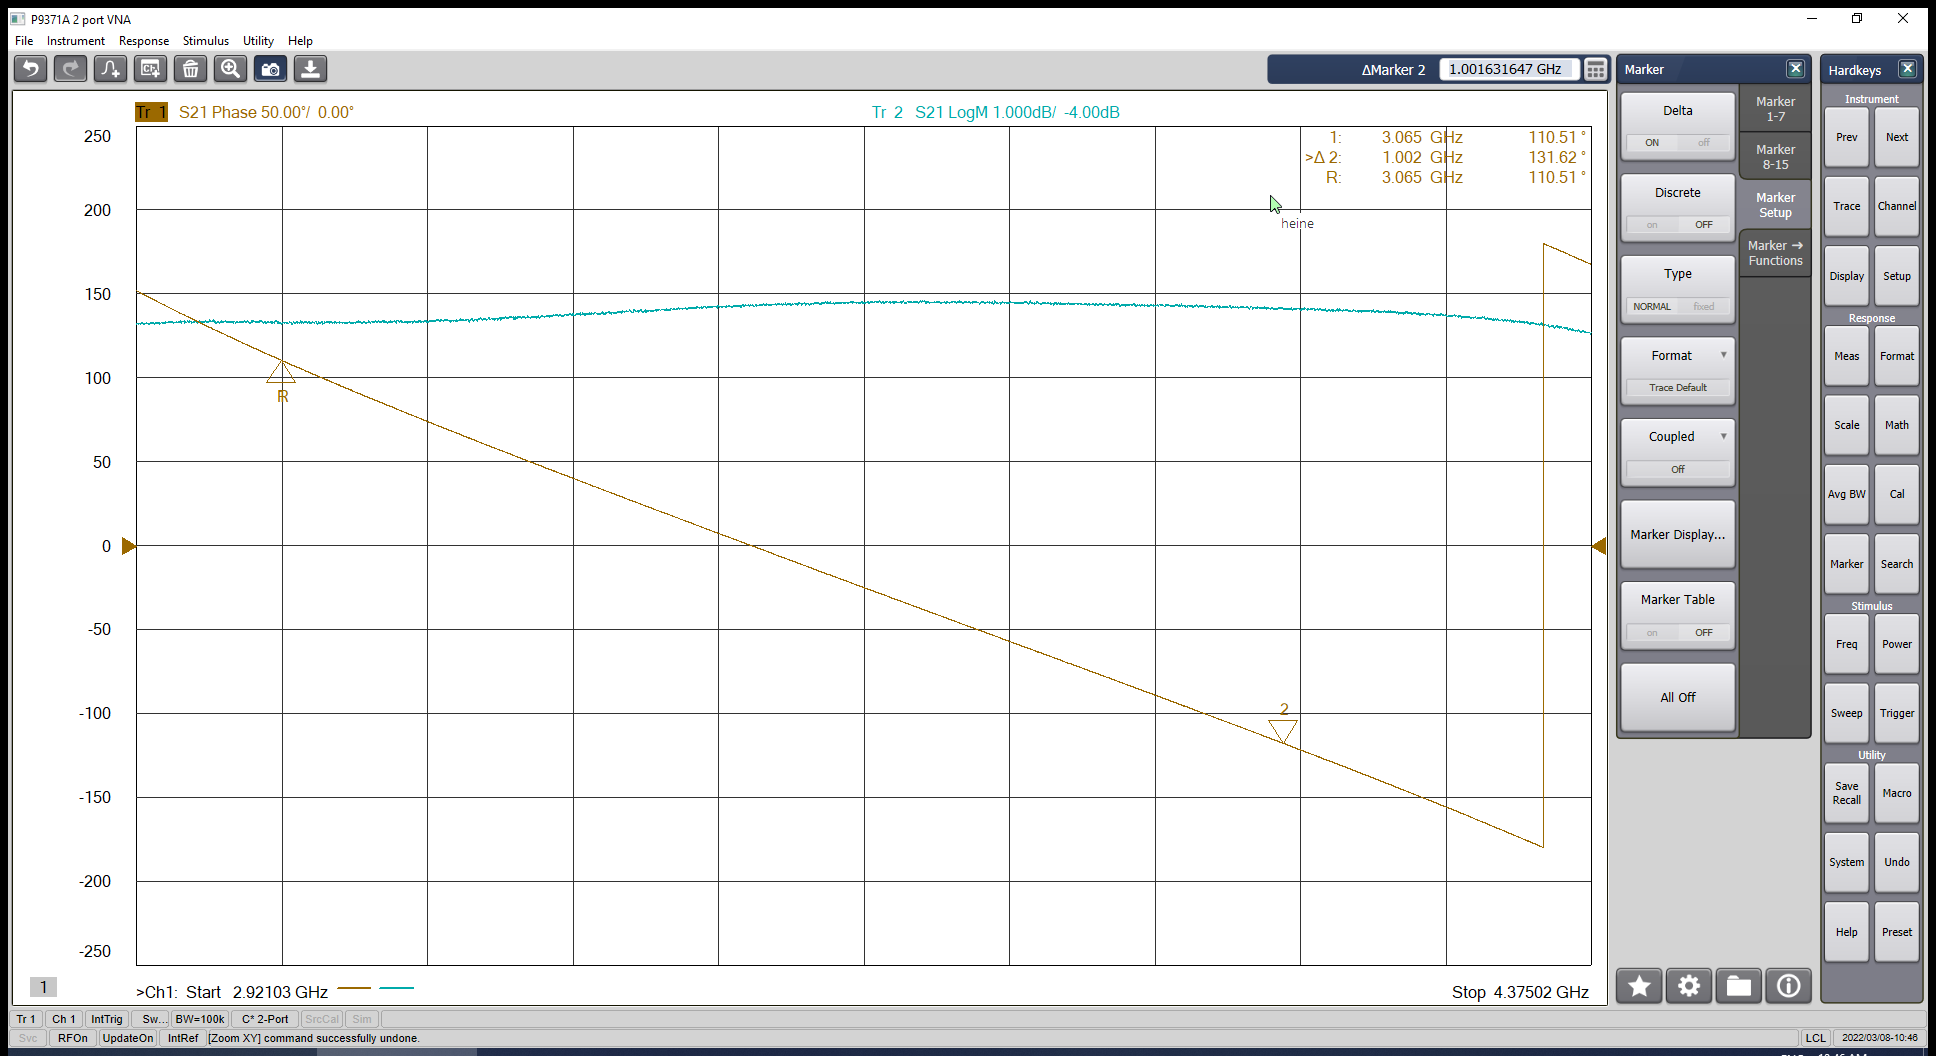 P9371A 2 port VNA
File Instrument Response Stimulus Utility Help
ΔMarker 2 1.001631647 GHz
Tr 1 S21 Phase 50.00°/ 0.00°
Tr 2 S21 LogM 1.000dB/ -4.00dB
1: 3.065 GHz 110.51 °
>Δ 2: 1.002 GHz 131.62 °
R: 3.065 GHz 110.51 °
heine
250
200
150
100
50
0
-50
-100
-150
-200
-250
R
2
1
>Ch1: Start 2.92103 GHz
Stop 4.37502 GHz
Marker
Delta
ON off
Discrete
on OFF
Type
NORMAL fixed
Format
Trace Default
Coupled
Off
Marker Display...
Marker Table
on OFF
All Off
Marker
1-7
Marker
8-15
Marker
Setup
Marker →
Functions
Hardkeys
Instrument
Prev Next
Trace Channel
Display Setup
Response
Meas Format
Scale Math
Avg BW Cal
Marker Search
Stimulus
Freq Power
Sweep Trigger
Utility
Save
Recall
Macro
System Undo
Help Preset
Tr 1 Ch 1 IntTrig Sw... BW=100k C* 2-Port SrcCal Sim
Svc RFOn UpdateOn IntRef [Zoom XY] command successfully undone.
LCL 2022/03/08-10:46